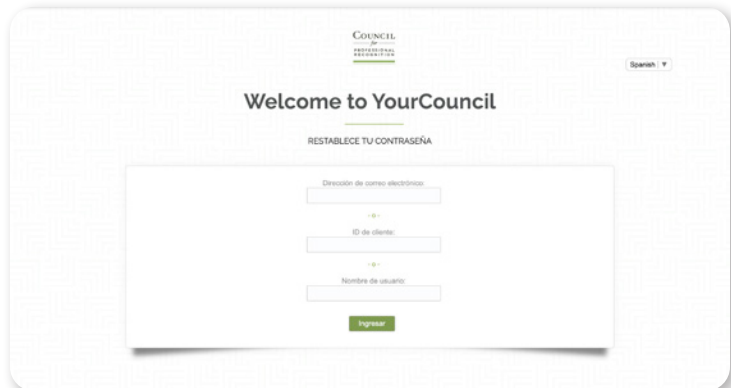 COUNCIL
for
PROFESSIONAL
RECOGNITION
Spanish
Welcome to YourCouncil
RESTABLECE TU CONTRASEÑA
Dirección de correo electrónico:
- o -
ID de cliente:
- o -
Nombre de usuario:
Ingresar